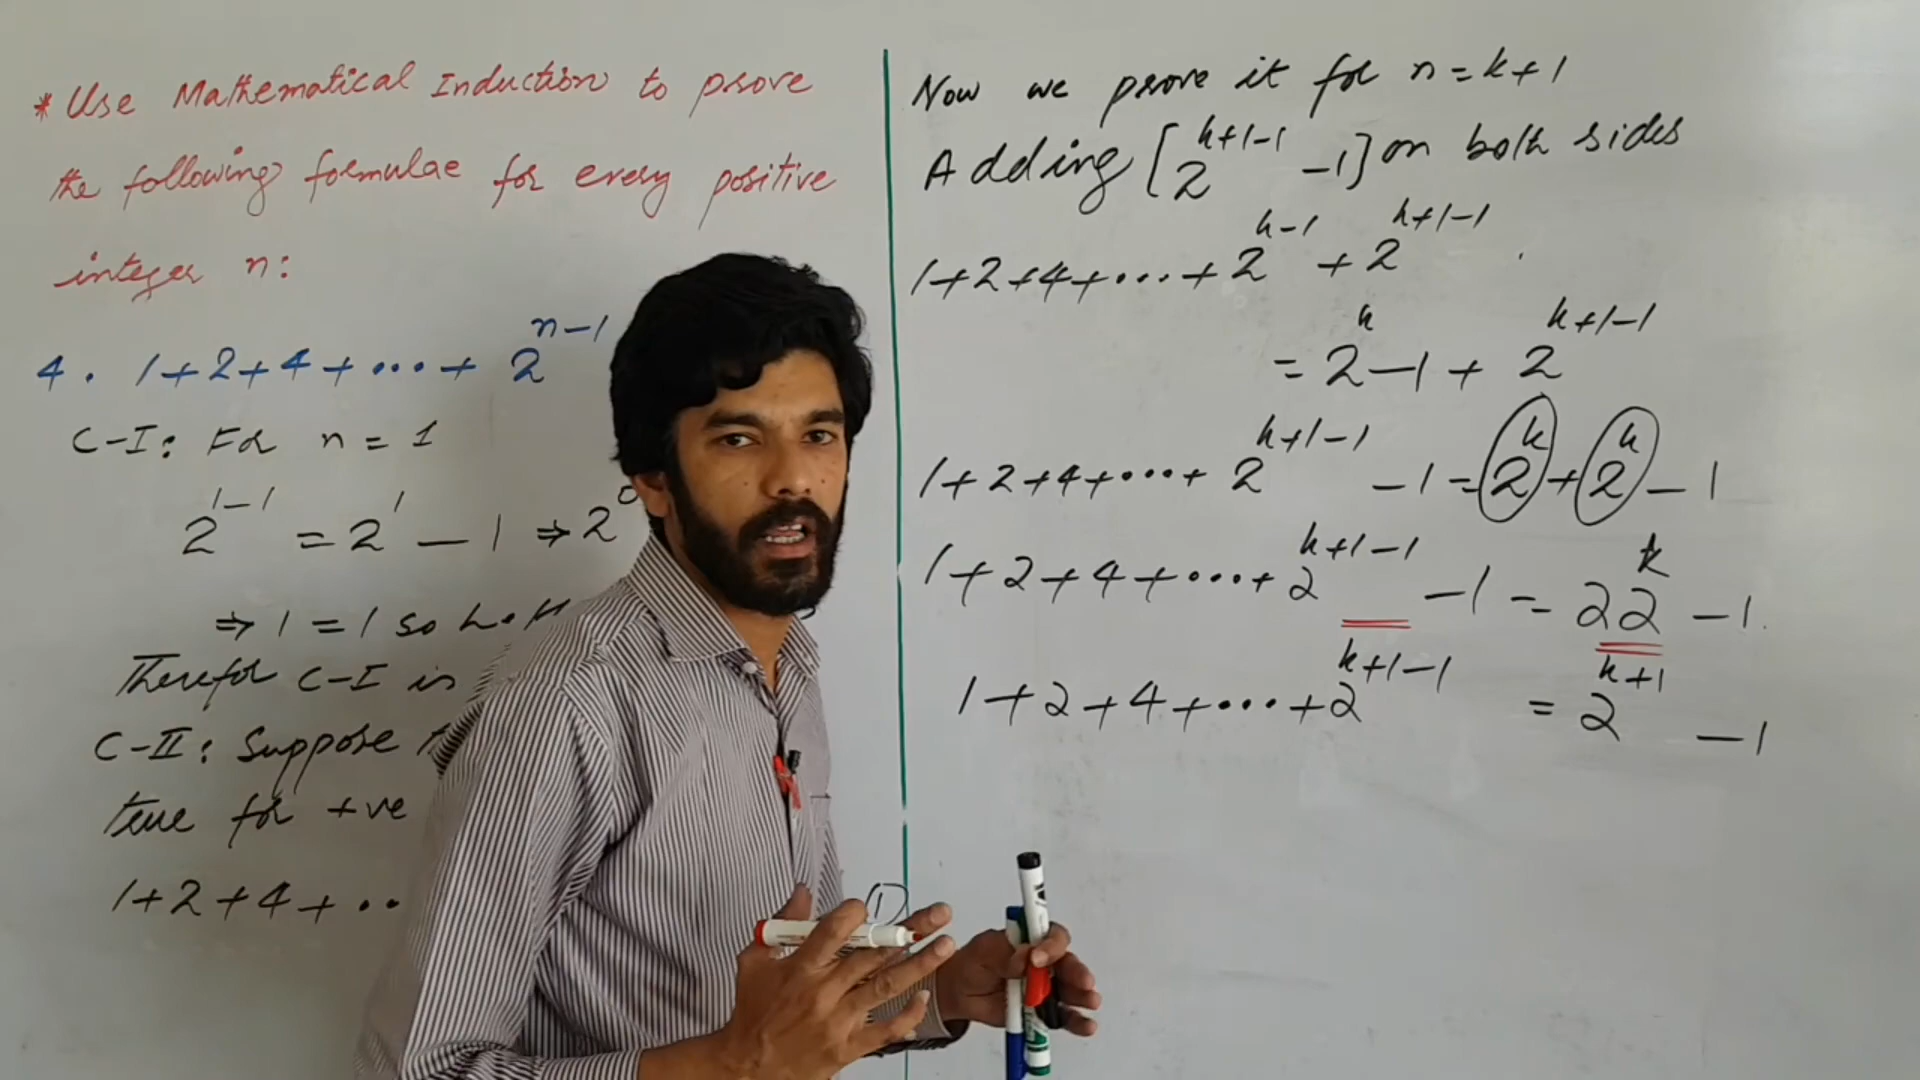 * Use Mathematical Induction to prove
the following formulae for every positive
integer n:
4. 1+2+4+...+ 2^{n-1}
C-I: For n = 1
2^{1-1} = 2^1 - 1 ⇒ 2^0
⇒ 1 = 1 so
Therefor C-I is
C-II: Suppose
true for +ve
1+2+4+..
(1)
Now we prove it for n=k+1
Adding [2^{k+1-1} -1] on both sides
1+2+4+...+2^{k-1} + 2^{k+1-1}
= 2^k -1 + 2^{k+1-1}
1+2+4+...+ 2^{k+1-1} -1 = 2^k + 2^k -1
1+2+4+...+ 2^{k+1-1} -1 = 22^k -1
1+2+4+...+2^{k+1-1} = 2^{k+1} -1